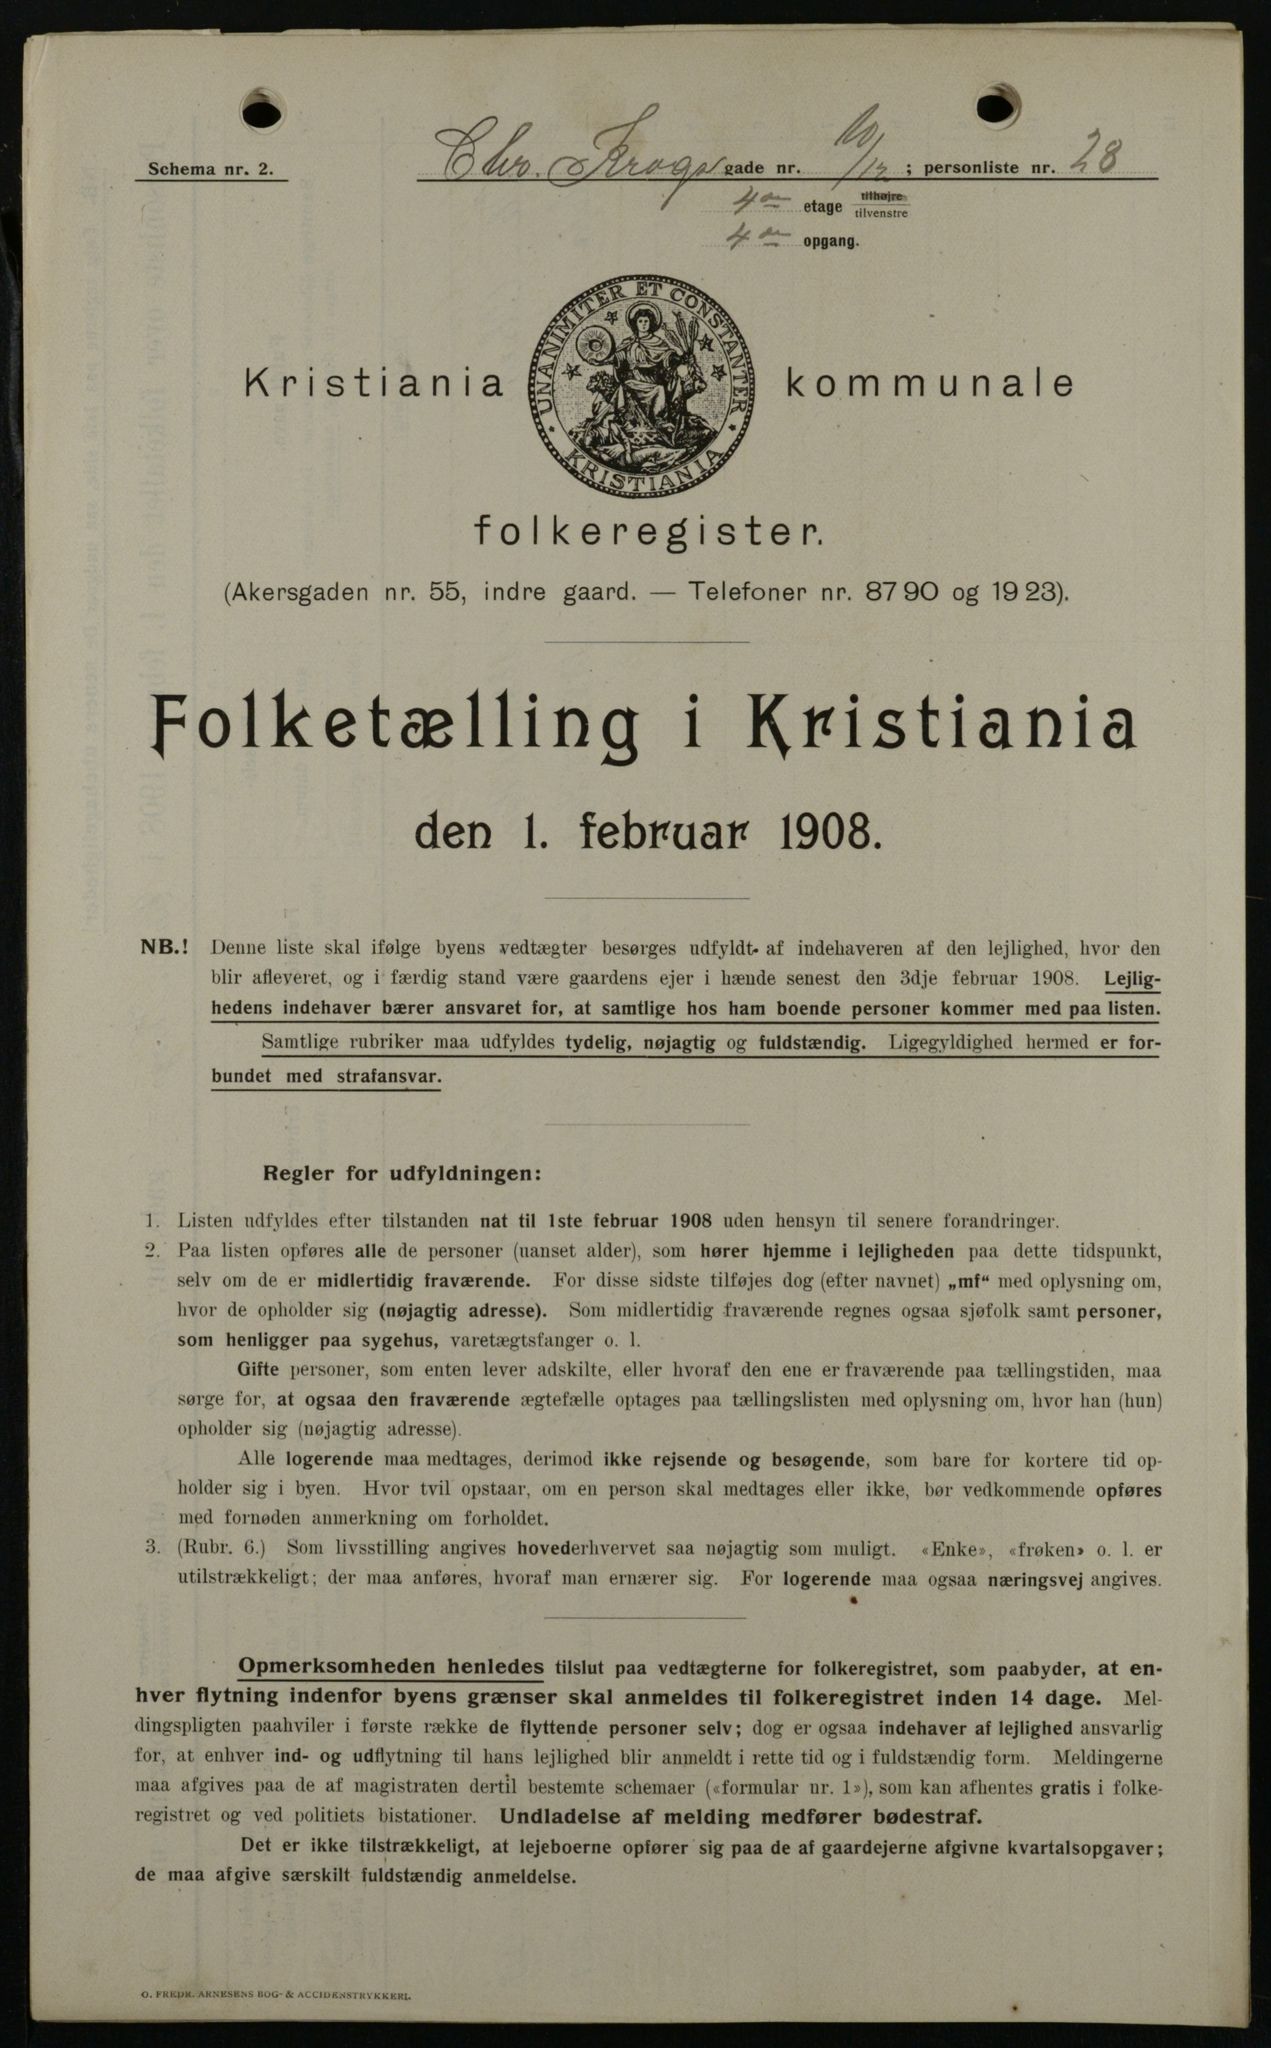 Schema nr. 2.
Chr. Krogs gade nr. 10/12 ; personliste nr. 28
4de etage tilhøjre
tilvenstre
4de opgang.
UNANIMITER ET CONSTANTER
KRISTIANIA
Kristiania kommunale
folkeregister.
(Akersgaden nr. 55, indre gaard. — Telefoner nr. 8790 og 1923).
Folketælling i Kristiania
den 1. februar 1908.
NB.! Denne liste skal ifølge byens vedtægter besørges udfyldt af indehaveren af den lejlighed, hvor den
blir afleveret, og i færdig stand være gaardens ejer i hænde senest den 3dje februar 1908. Lejlig-
hedens indehaver bærer ansvaret for, at samtlige hos ham boende personer kommer med paa listen.
Samtlige rubriker maa udfyldes tydelig, nøjagtig og fuldstændig. Ligegyldighed hermed er for-
bundet med strafansvar.
Regler for udfyldningen:
1. Listen udfyldes efter tilstanden nat til 1ste februar 1908 uden hensyn til senere forandringer.
2. Paa listen opføres alle de personer (uanset alder), som hører hjemme i lejligheden paa dette tidspunkt,
selv om de er midlertidig fraværende. For disse sidste tilføjes dog (efter navnet) „mf“ med oplysning om,
hvor de opholder sig (nøjagtig adresse). Som midlertidig fraværende regnes ogsaa sjøfolk samt personer,
som henligger paa sygehus, varetægtsfanger o. l.
Gifte personer, som enten lever adskilte, eller hvoraf den ene er fraværende paa tællingstiden, maa
sørge for, at ogsaa den fraværende ægtefælle optages paa tællingslisten med oplysning om, hvor han (hun)
opholder sig (nøjagtig adresse).
Alle logerende maa medtages, derimod ikke rejsende og besøgende, som bare for kortere tid op-
holder sig i byen. Hvor tvil opstaar, om en person skal medtages eller ikke, bør vedkommende opføres
med fornøden anmerkning om forholdet.
3. (Rubr. 6.) Som livsstilling angives hovederhvervet saa nøjagtig som muligt. «Enke», «frøken» o. l. er
utilstrækkeligt; der maa anføres, hvoraf man ernærer sig. For logerende maa ogsaa næringsvej angives.
Opmerksomheden henledes tilslut paa vedtægterne for folkeregistret, som paabyder, at en-
hver flytning indenfor byens grænser skal anmeldes til folkeregistret inden 14 dage. Mel-
dingspligten paahviler i første række de flyttende personer selv; dog er ogsaa indehaver af lejlighed ansvarlig
for, at enhver ind- og udflytning til hans lejlighed blir anmeldt i rette tid og i fuldstændig form. Meldingerne
maa afgives paa de af magistraten dertil bestemte schemaer («formular nr. 1»), som kan afhentes gratis i folke-
registret og ved politiets bistationer. Undladelse af melding medfører bødestraf.
Det er ikke tilstrækkeligt, at lejeboerne opfører sig paa de af gaardejerne afgivne kvartalsopgaver;
de maa afgive særskilt fuldstændig anmeldelse.
O. FREDR. ARNESENS BOG- & ACCIDENSTRYKKERI.